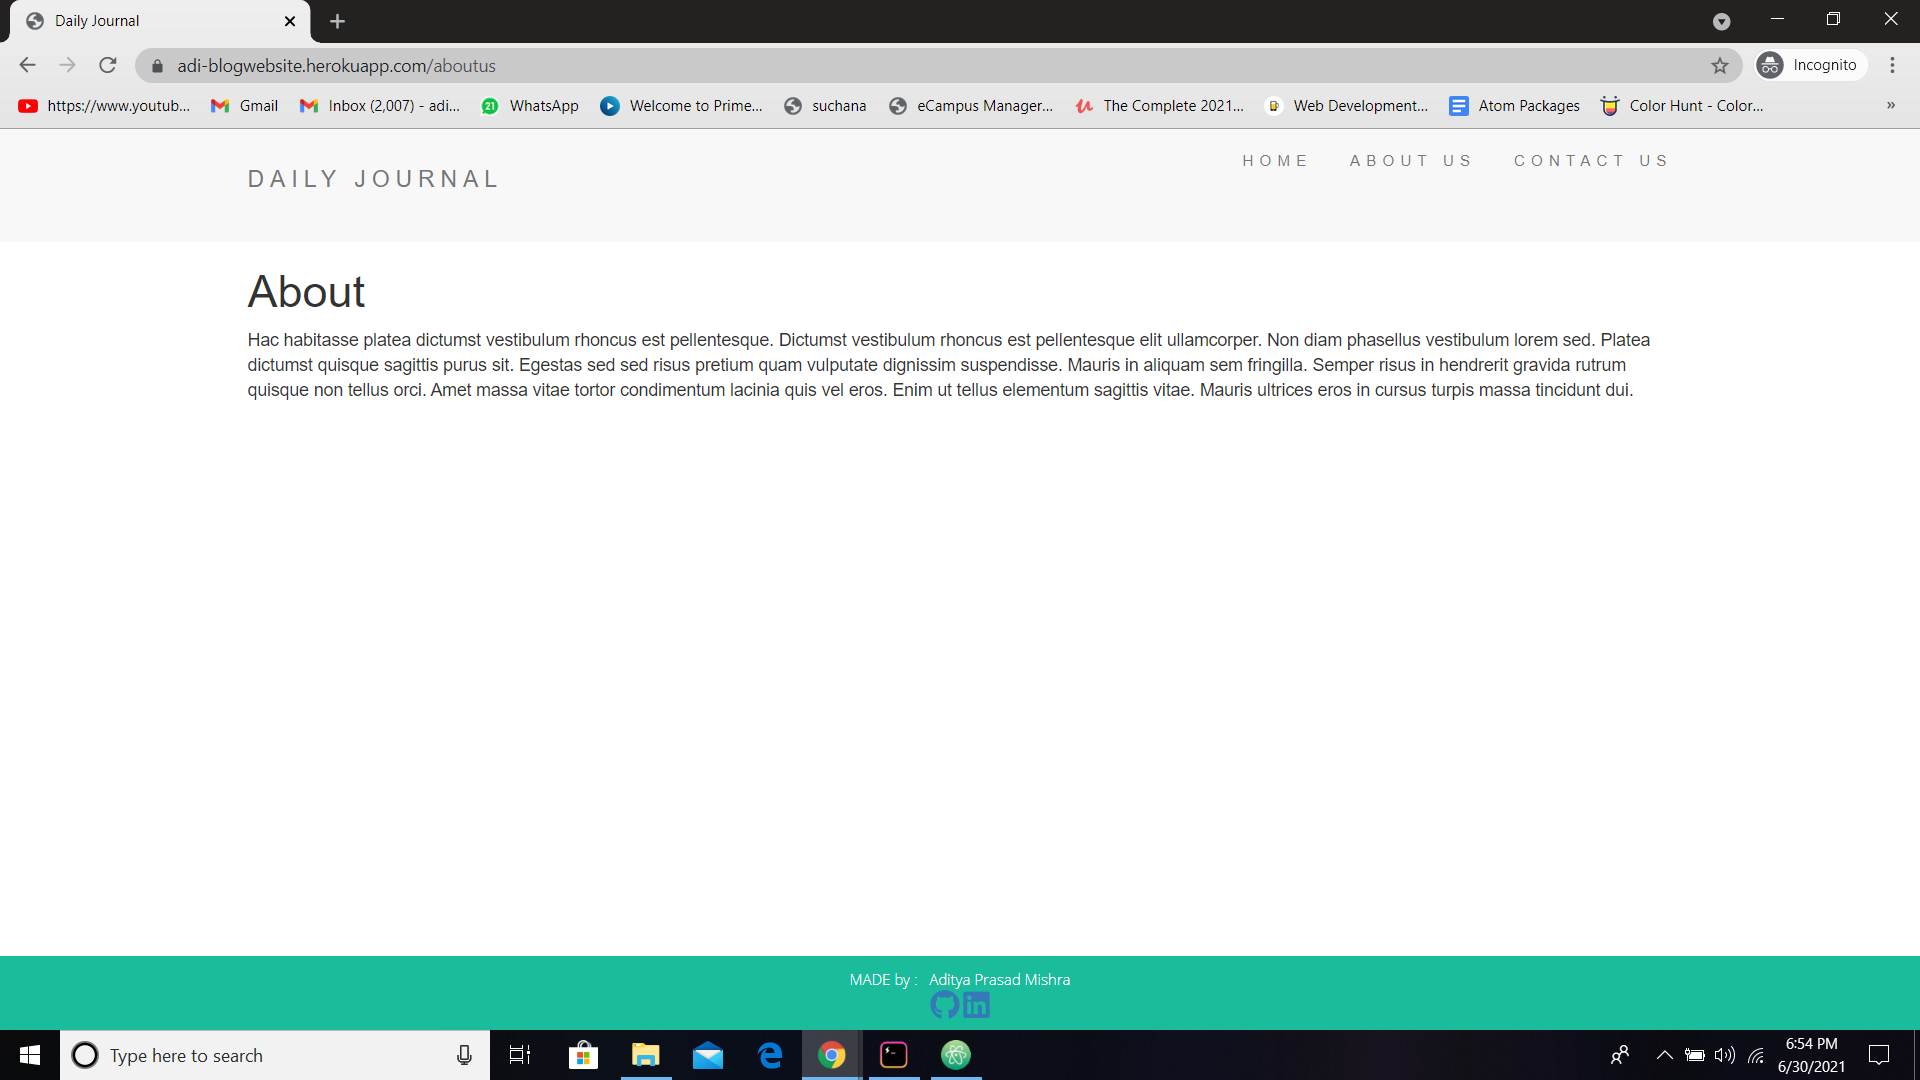 Daily Journal
adi-blogwebsite.herokuapp.com/aboutus
Incognito
https://www.youtub...
Gmail
Inbox (2,007) - adi...
21
WhatsApp
Welcome to Prime...
suchana
eCampus Manager...
The Complete 2021...
Web Development...
Atom Packages
Color Hunt - Color...
»
DAILY JOURNAL
HOME
ABOUT US
CONTACT US
About
Hac habitasse platea dictumst vestibulum rhoncus est pellentesque. Dictumst vestibulum rhoncus est pellentesque elit ullamcorper. Non diam phasellus vestibulum lorem sed. Platea
dictumst quisque sagittis purus sit. Egestas sed sed risus pretium quam vulputate dignissim suspendisse. Mauris in aliquam sem fringilla. Semper risus in hendrerit gravida rutrum
quisque non tellus orci. Amet massa vitae tortor condimentum lacinia quis vel eros. Enim ut tellus elementum sagittis vitae. Mauris ultrices eros in cursus turpis massa tincidunt dui.
MADE by : Aditya Prasad Mishra
in
Type here to search
6:54 PM
6/30/2021